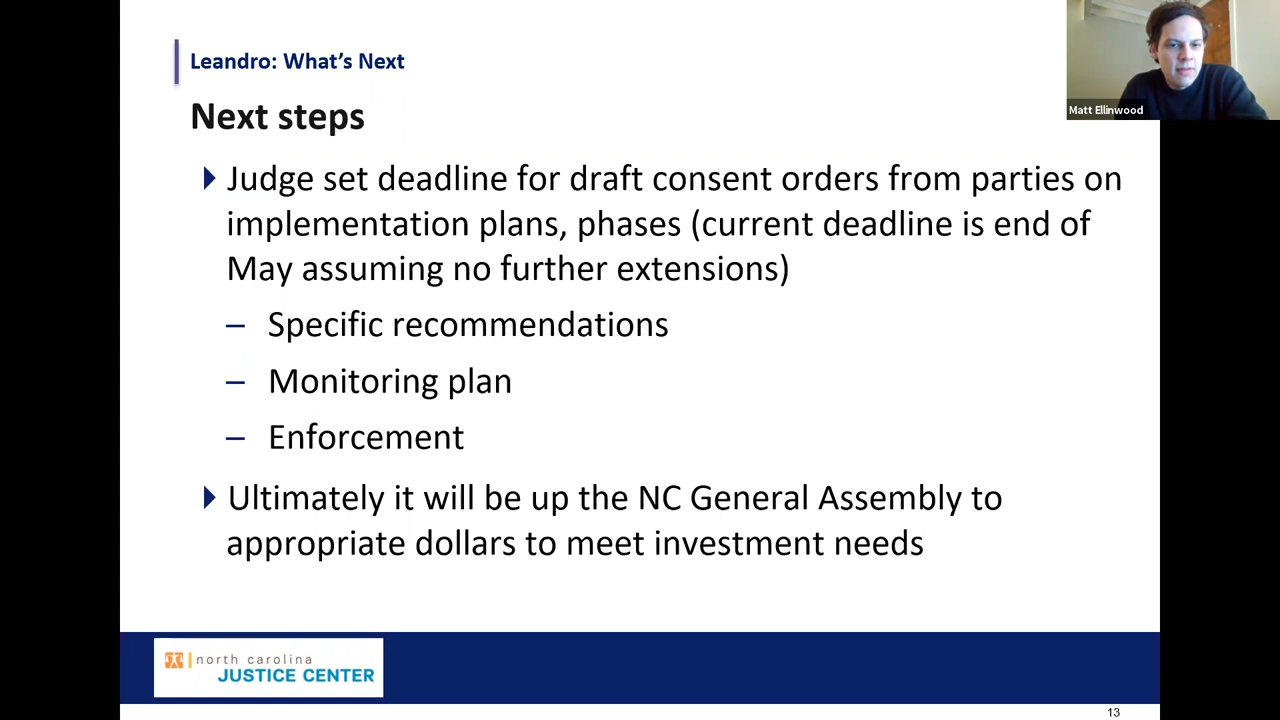 Leandro: What's Next
Next steps
Judge set deadline for draft consent orders from parties on
implementation plans, phases (current deadline is end of
May assuming no further extensions)
– Specific recommendations
– Monitoring plan
– Enforcement
Ultimately it will be up the NC General Assembly to
appropriate dollars to meet investment needs
north carolina
JUSTICE CENTER
13
Matt Ellinwood